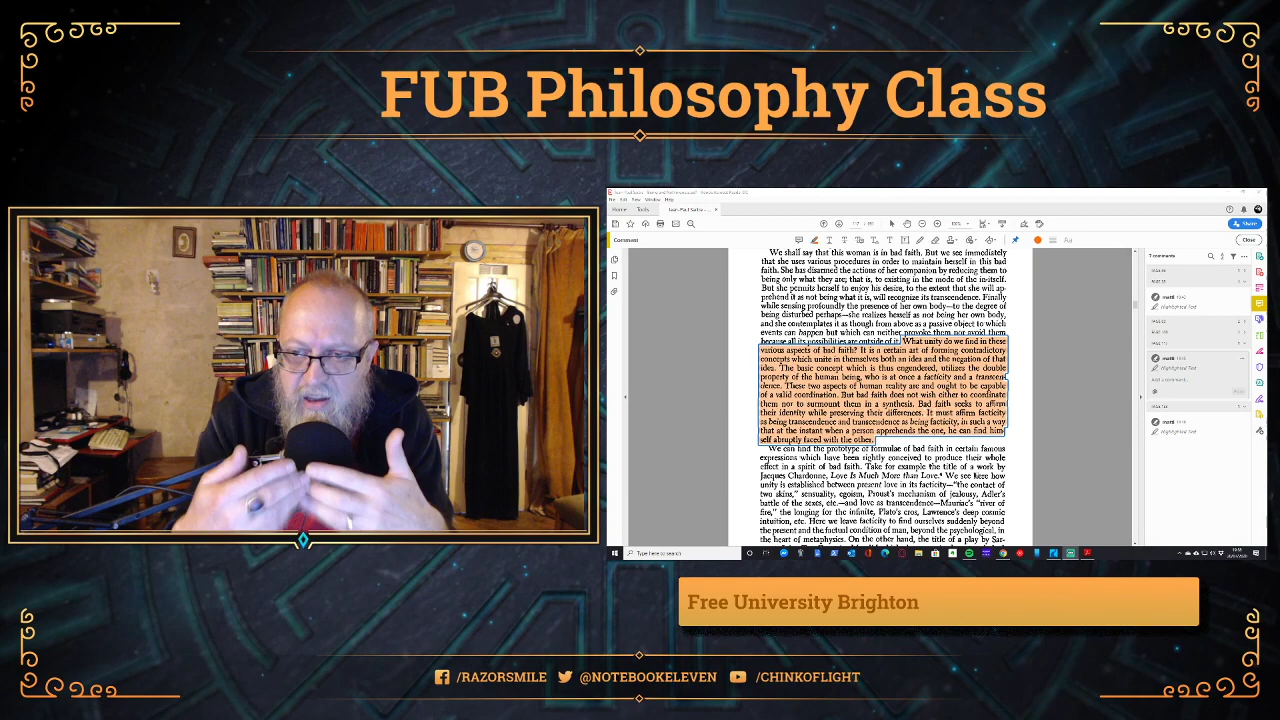 FUB Philosophy Class
Home Tools
Comment
Share
Close
7 comments
We shall say that this woman is in bad faith. But we see immediately
that she uses various procedures in order to maintain herself in this bad
faith. She has disarmed the actions of her companion by reducing them to
being only what they are; that is, to existing in the mode of the in-itself.
But she permits herself to enjoy his desire, to the extent that she will ap-
prehend it as not being what it is, will recognize its transcendence. Finally
while sensing profoundly the presence of her own body—to the degree of
being disturbed perhaps—she realizes herself as not being her own body,
and she contemplates it as though from above as a passive object to which
events can happen but which can neither provoke them nor avoid them
because all its possibilities are outside of it. What unity do we find in these
various aspects of bad faith? It is a certain art of forming contradictory
concepts which unite in themselves both an idea and the negation of that
idea. The basic concept which is thus engendered, utilizes the double
property of the human being, who is at once a facticity and a transcend-
dence. These two aspects of human reality are and ought to be capable
of a valid coordination. But bad faith does not wish either to coordinate
them nor to surmount them in a synthesis. Bad faith seeks to affirm
their identity while preserving their differences. It must affirm facticity
as being transcendence and transcendence as being facticity, in such a way
that at the instant when a person apprehends the one, he can find him-
self abruptly faced with the other.
We can find the prototype of formulae of bad faith in certain famous
expressions which have been rightly conceived to produce their whole
effect in a spirit of bad faith. Take for example the title of a work by
Jacques Chardonne, Love Is Much More than Love. We see here how
unity is established between present love in its facticity—"the contact of
two skins," sensuality, egoism, Proust's mechanism of jealousy, Adler's
battle of the sexes, etc.—and love as transcendence—Mauriac's "river of
fire," the longing for the infinite, Plato's eros, Lawrence's deep cosmic
intuition, etc. Here we leave facticity to find ourselves suddenly beyond
the present and the factual condition of man, beyond the psychological, in
the heart of metaphysics. On the other hand, the title of a play by Sar-
Highlighted Text
Highlighted Text
Add a comment...
Highlighted Text
Type here to search
Free University Brighton
/RAZORSMILE @NOTEBOOKELEVEN /CHINKOFLIGHT